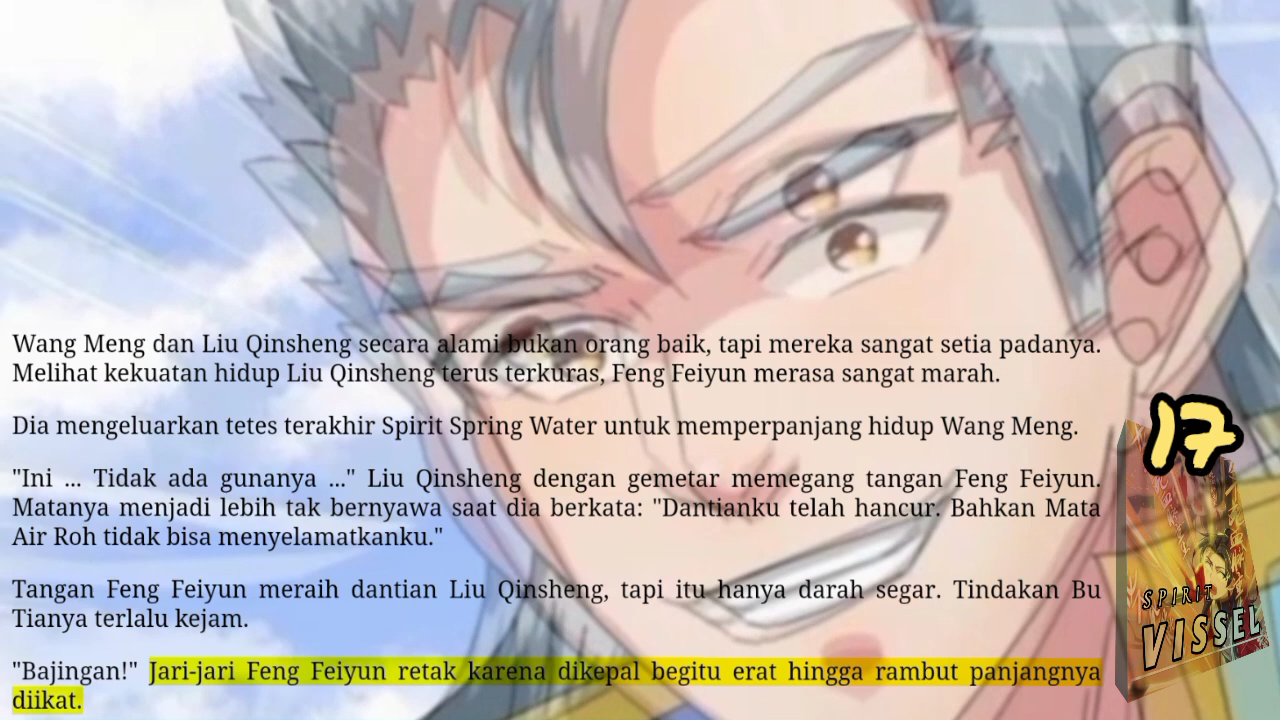 Wang Meng dan Liu Qinsheng secara alami bukan orang baik, tapi mereka sangat setia padanya.
Melihat kekuatan hidup Liu Qinsheng terus terkuras, Feng Feiyun merasa sangat marah.
Dia mengeluarkan tetes terakhir Spirit Spring Water untuk memperpanjang hidup Wang Meng.
"Ini ... Tidak ada gunanya ..." Liu Qinsheng dengan gemetar memegang tangan Feng Feiyun.
Matanya menjadi lebih tak bernyawa saat dia berkata: "Dantianku telah hancur. Bahkan Mata
Air Roh tidak bisa menyelamatkanku."
Tangan Feng Feiyun meraih dantian Liu Qinsheng, tapi itu hanya darah segar. Tindakan Bu
Tianya terlalu kejam.
"Bajingan!" Jari-jari Feng Feiyun retak karena dikepal begitu erat hingga rambut panjangnya
diikat.
17
SPIRIT
VISSEL